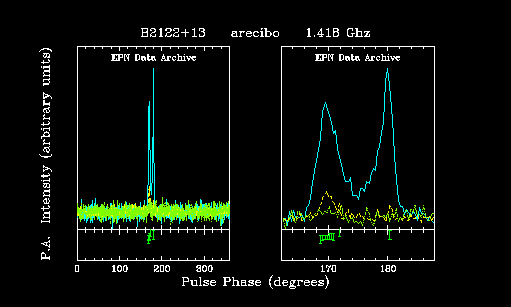 B2122+13 arecibo 1.418 Ghz
EPN Data Archive EPN Data Archive
P.A. Intensity (arbitrary units)
0 100 200 300 170 180
Pulse Phase (degrees)